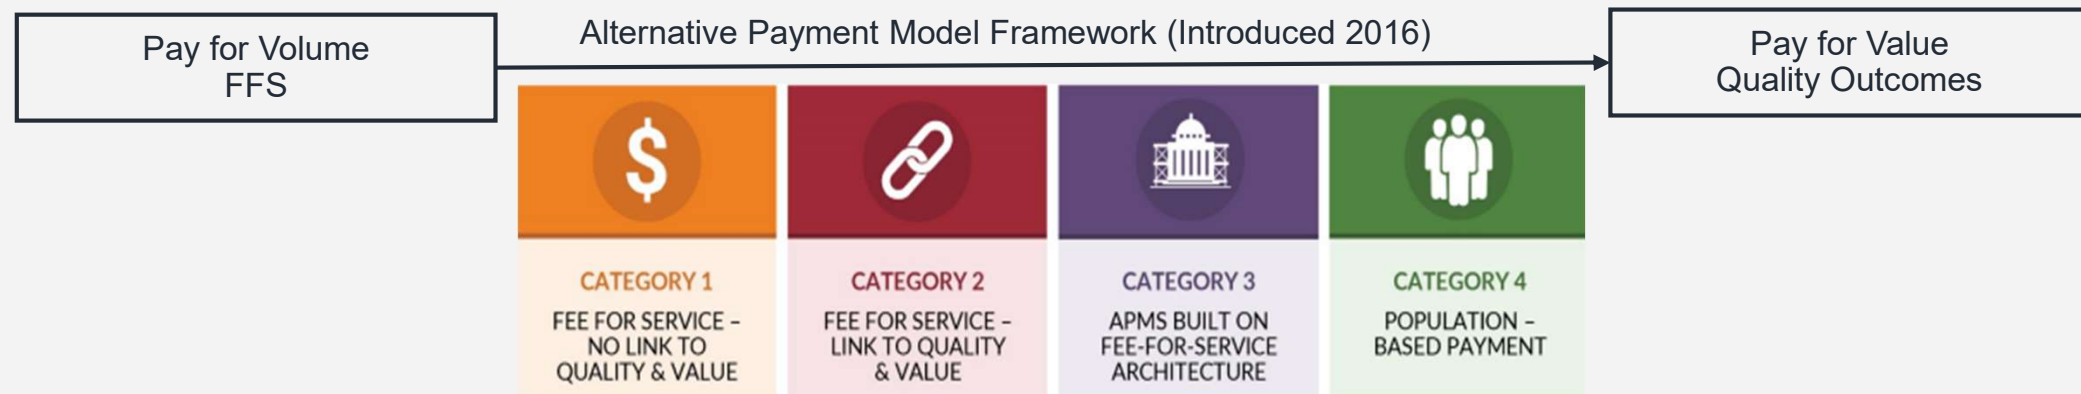 Pay for Volume
FFS
Alternative Payment Model Framework (Introduced 2016)
Pay for Value
Quality Outcomes
$
CATEGORY 1
FEE FOR SERVICE –
NO LINK TO
QUALITY & VALUE
CATEGORY 2
FEE FOR SERVICE –
LINK TO QUALITY
& VALUE
CATEGORY 3
APMS BUILT ON
FEE-FOR-SERVICE
ARCHITECTURE
CATEGORY 4
POPULATION –
BASED PAYMENT